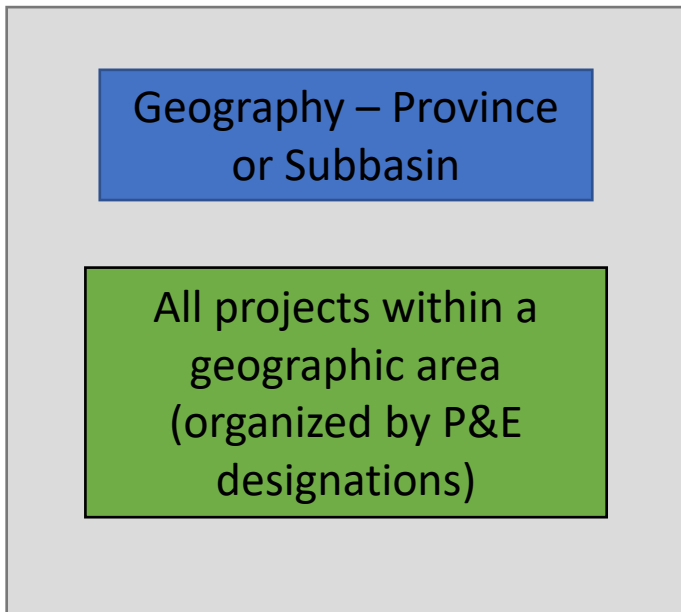 Geography – Province
or Subbasin
All projects within a
geographic area
(organized by P&E
designations)